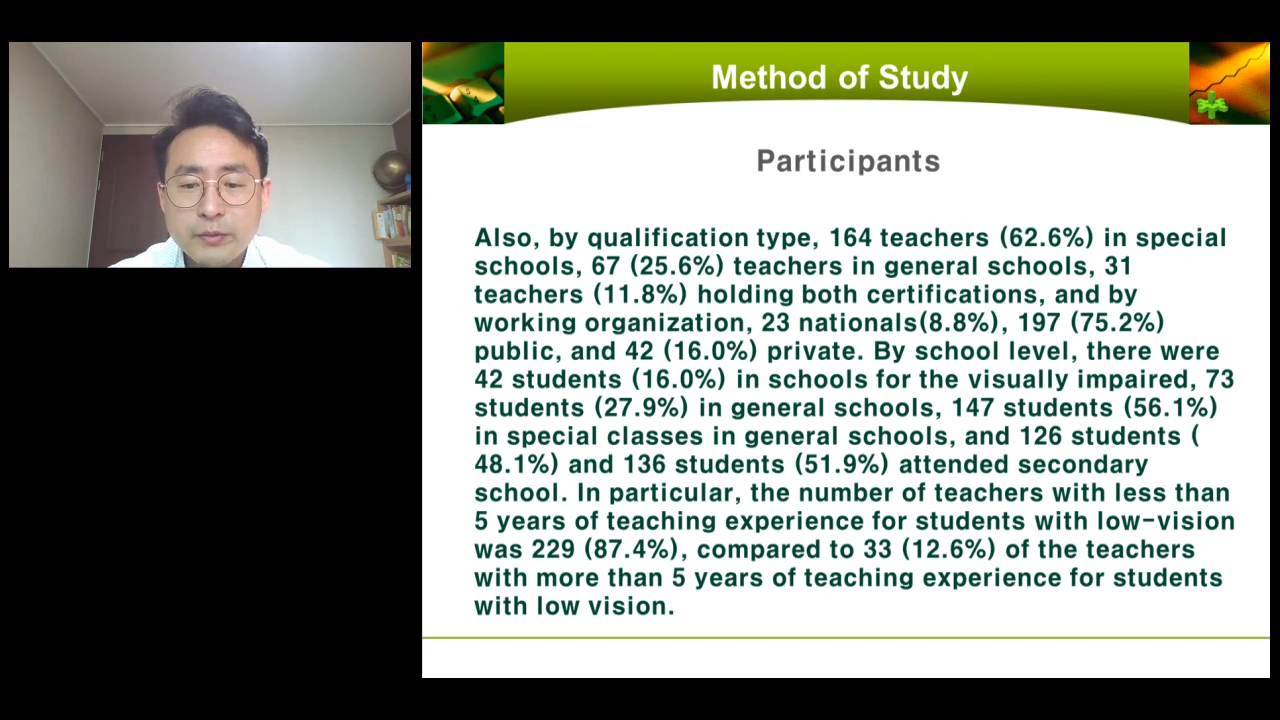 Method of Study
Participants
Also, by qualification type, 164 teachers (62.6%) in special
schools, 67 (25.6%) teachers in general schools, 31
teachers (11.8%) holding both certifications, and by
working organization, 23 nationals(8.8%), 197 (75.2%)
public, and 42 (16.0%) private. By school level, there were
42 students (16.0%) in schools for the visually impaired, 73
students (27.9%) in general schools, 147 students (56.1%)
in special classes in general schools, and 126 students (
48.1%) and 136 students (51.9%) attended secondary
school. In particular, the number of teachers with less than
5 years of teaching experience for students with low-vision
was 229 (87.4%), compared to 33 (12.6%) of the teachers
with more than 5 years of teaching experience for students
with low vision.